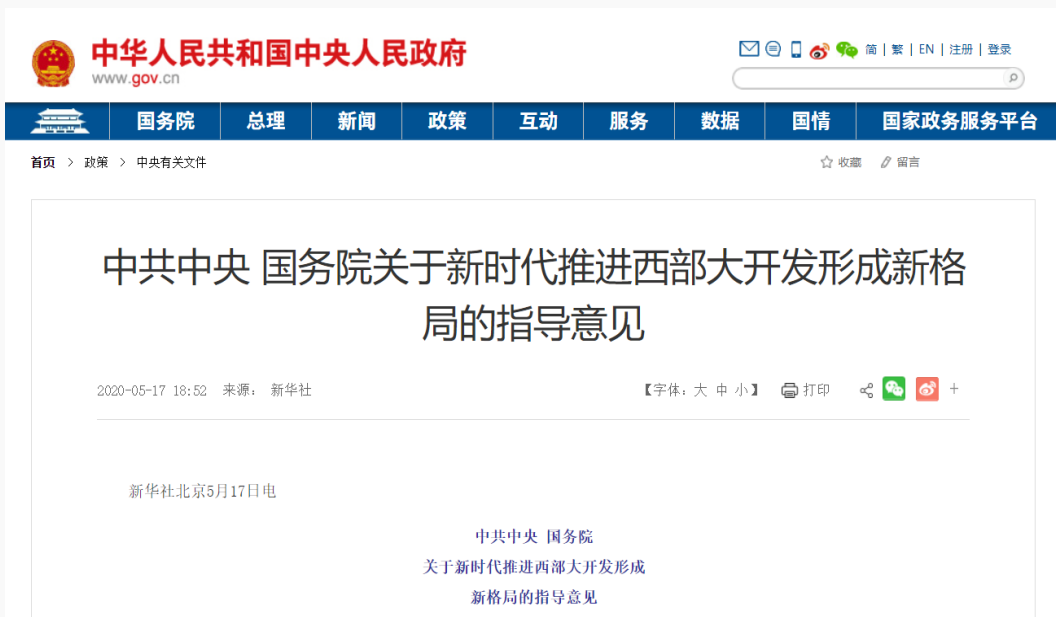 中华人民共和国中央人民政府
www.gov.cn
简 | 繁 | EN | 注册 | 登录
国务院 总理 新闻 政策 互动 服务 数据 国情 国家政务服务平台
首页 > 政策 > 中央有关文件
收藏 留言
中共中央 国务院关于新时代推进西部大开发形成新格
局的指导意见
2020-05-17 18:52 来源： 新华社
【字体：大 中 小】 打印 +
新华社北京5月17日电
中共中央 国务院
关于新时代推进西部大开发形成
新格局的指导意见